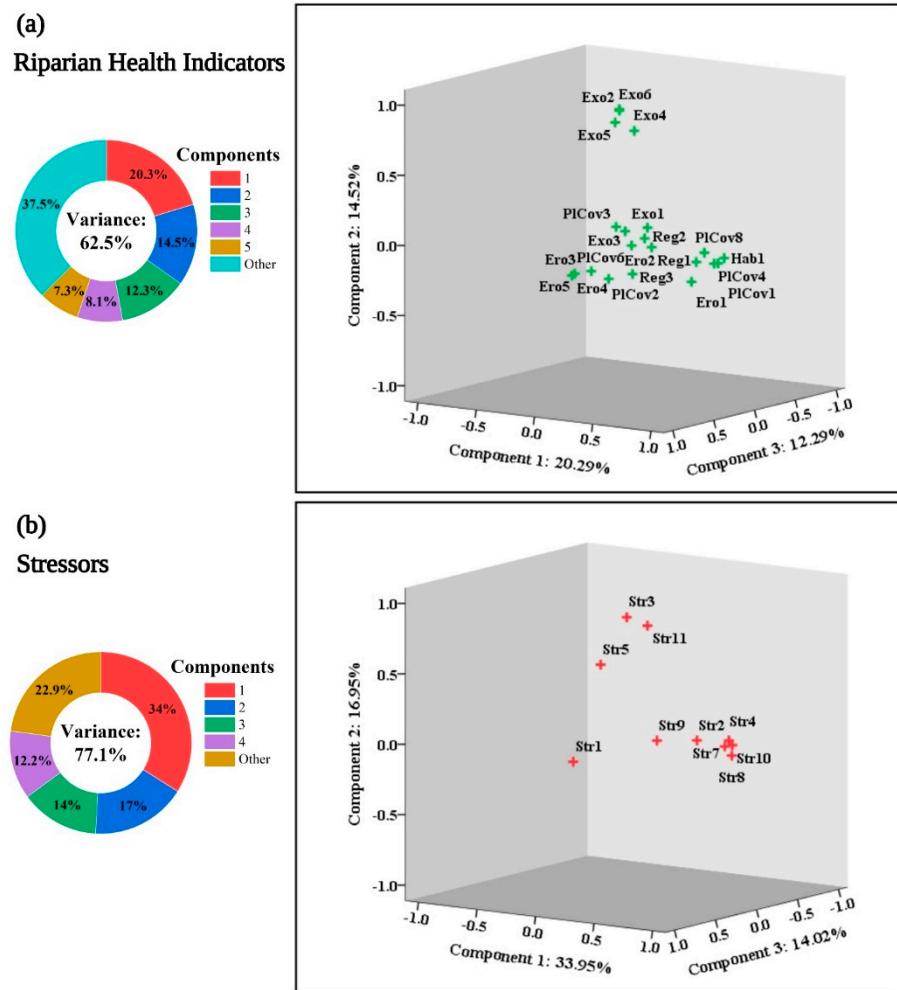 (a)
Riparian Health Indicators
Components
1
2
3
4
5
Other
20.3%
14.5%
12.3%
8.1%
7.3%
37.5%
Variance:
62.5%
Component 2: 14.52%
1.0
0.5
0.0
-0.5
-1.0
Exo2 Exo6
Exo4
Exo5
PlCov3 Exo1
Exo3 Reg2 PlCov8
Ero3 PlCov6 Ero2 Reg1 Hab1
Ero5 Ero4 Reg3 PlCov4
PlCov2 Ero1 PlCov1
-1.0 -0.5 0.0 0.5 1.0
Component 1: 20.29%
1.0 0.5 0.0 -0.5 -1.0
Component 3: 12.29%
(b)
Stressors
Components
1
2
3
4
Other
34%
17%
14%
12.2%
22.9%
Variance:
77.1%
Component 2: 16.95%
1.0
0.5
0.0
-0.5
-1.0
Str3
Str11
Str5
Str9 Str2 Str4
Str1 Str7 Str10
Str8
-1.0 -0.5 0.0 0.5 1.0
Component 1: 33.95%
1.0 0.5 0.0 -0.5 -1.0
Component 3: 14.02%